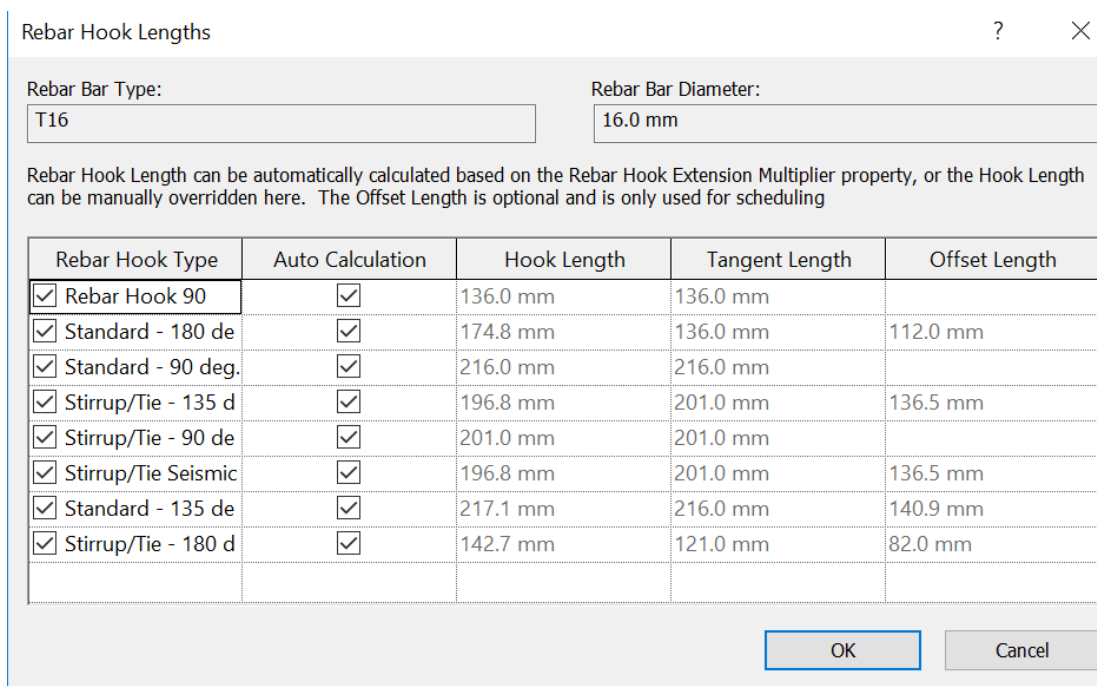 Rebar Hook Lengths ?
Rebar Bar Type: Rebar Bar Diameter:
T16 16.0 mm
Rebar Hook Length can be automatically calculated based on the Rebar Hook Extension Multiplier property, or the Hook Length
can be manually overridden here. The Offset Length is optional and is only used for scheduling
Rebar Hook Type Auto Calculation Hook Length Tangent Length Offset Length
Rebar Hook 90 136.0 mm 136.0 mm
Standard - 180 de 174.8 mm 136.0 mm 112.0 mm
Standard - 90 deg. 216.0 mm 216.0 mm
Stirrup/Tie - 135 d 196.8 mm 201.0 mm 136.5 mm
Stirrup/Tie - 90 de 201.0 mm 201.0 mm
Stirrup/Tie Seismic 196.8 mm 201.0 mm 136.5 mm
Standard - 135 de 217.1 mm 216.0 mm 140.9 mm
Stirrup/Tie - 180 d 142.7 mm 121.0 mm 82.0 mm
OK Cancel